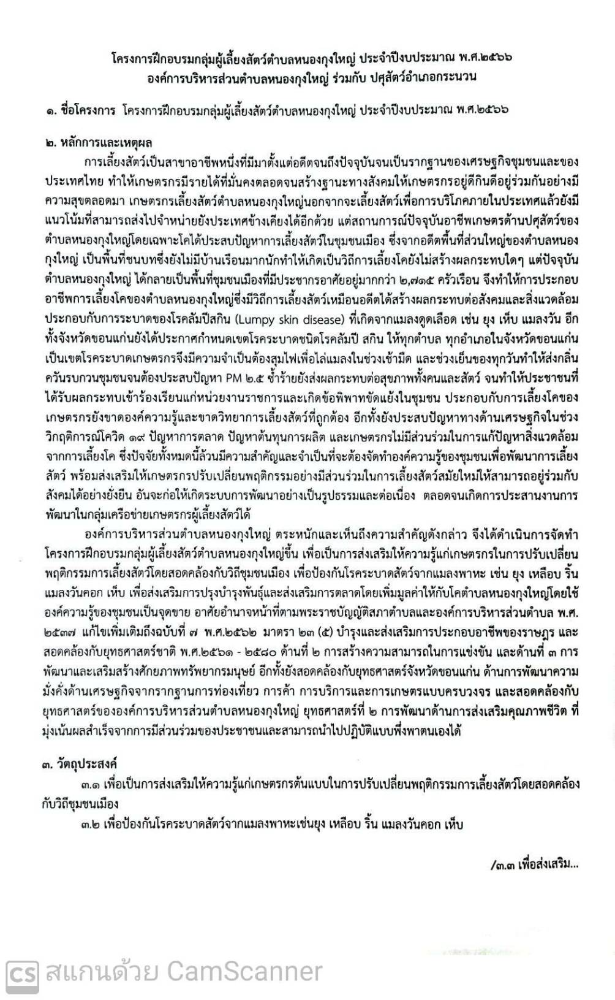 โครงการฝึกอบรมกลุ่มผู้เลี้ยงสัตว์ตำบลหนองกุงใหญ่ ประจำปีงบประมาณ พ.ศ.๒๕๖๖
องค์การบริหารส่วนตำบลหนองกุงใหญ่ ร่วมกับ ปศุสัตว์อำเภอกระนวน
๑. ชื่อโครงการ โครงการฝึกอบรมกลุ่มผู้เลี้ยงสัตว์ตำบลหนองกุงใหญ่ ประจำปีงบประมาณ พ.ศ.๒๕๖๖
๒. หลักการและเหตุผล
การเลี้ยงสัตว์เป็นสาขาอาชีพหนึ่งที่มีมาตั้งแต่อดีตจนถึงปัจจุบันจนเป็นรากฐานของเศรษฐกิจชุมชนและของ
ประเทศไทย ทำให้เกษตรกรมีรายได้ที่มั่นคงตลอดจนสร้างฐานะทางสังคมให้เกษตรกรอยู่ดีกินดีอยู่ร่วมกันอย่างมี
ความสุขตลอดมา เกษตรกรเลี้ยงสัตว์ตำบลหนองกุงใหญ่นอกจากจะเลี้ยงสัตว์เพื่อการบริโภคภายในประเทศแล้วยังมี
แนวโน้มที่สามารถส่งไปจำหน่ายยังประเทศข้างเคียงได้อีกด้วย แต่สถานการณ์ปัจจุบันอาชีพเกษตรด้านปศุสัตว์ของ
ตำบลหนองกุงใหญ่โดยเฉพาะโคได้ประสบปัญหาการเลี้ยงสัตว์ในชุมชนเมือง ซึ่งจากอดีตพื้นที่ส่วนใหญ่ของตำบลหนอง
กุงใหญ่ เป็นพื้นที่ชนบทซึ่งยังไม่มีบ้านเรือนมากนักทำให้เกิดเป็นวิถีการเลี้ยงโคยังไม่สร้างผลกระทบใดๆ แต่ปัจจุบัน
ตำบลหนองกุงใหญ่ ได้กลายเป็นพื้นที่ชุมชนเมืองที่มีประชากรอาศัยอยู่มากกว่า ๒,๗๑๕ ครัวเรือน จึงทำให้การประกอบ
อาชีพการเลี้ยงโคของตำบลหนองกุงใหญ่ซึ่งมีวิถีการเลี้ยงสัตว์เหมือนอดีตได้สร้างผลกระทบต่อสังคมและสิ่งแวดล้อม
ประกอบกับการระบาดของโรคลัมปีสกิน (Lumpy skin disease) ที่เกิดจากแมลงดูดเลือด เช่น ยุง เห็บ แมลงวัน อีก
ทั้งจังหวัดขอนแก่นยังได้ประกาศกำหนดเขตโรคระบาดชนิดโรคลัมปี สกิน ให้ทุกตำบล ทุกอำเภอในจังหวัดขอนแก่น
เป็นเขตโรคระบาดเกษตรกรจึงมีความจำเป็นต้องสุมไฟเพื่อไล่แมลงในช่วงเช้ามืด และช่วงเย็นของทุกวันทำให้ส่งกลิ่น
ควันรบกวนชุมชนจนต้องประสบปัญหา PM ๒.๕ ซ้ำร้ายยังส่งผลกระทบต่อสุขภาพทั้งคนและสัตว์ จนทำให้ประชาชนที่
ได้รับผลกระทบเข้าร้องเรียนแก่หน่วยงานราชการและเกิดข้อพิพาทขัดแย้งในชุมชน ประกอบกับการเลี้ยงโคของ
เกษตรกรยังขาดองค์ความรู้และขาดวิทยาการเลี้ยงสัตว์ที่ถูกต้อง อีกทั้งยังประสบปัญหาทางด้านเศรษฐกิจในช่วง
วิกฤติการณ์โควิด ๑๙ ปัญหาการตลาด ปัญหาต้นทุนการผลิต และเกษตรกรไม่มีส่วนร่วมในการแก้ปัญหาสิ่งแวดล้อม
จากการเลี้ยงโค ซึ่งปัจจัยทั้งหมดนี้ล้วนมีความสำคัญและจำเป็นที่จะต้องจัดทำองค์ความรู้ของชุมชนเพื่อพัฒนาการเลี้ยง
สัตว์ พร้อมส่งเสริมให้เกษตรกรปรับเปลี่ยนพฤติกรรมอย่างมีส่วนร่วมในการเลี้ยงสัตว์สมัยใหม่ให้สามารถอยู่ร่วมกับ
สังคมได้อย่างยั่งยืน อันจะก่อให้เกิดระบบการพัฒนาอย่างเป็นรูปธรรมและต่อเนื่อง ตลอดจนเกิดการประสานงานการ
พัฒนาในกลุ่มเครือข่ายเกษตรกรผู้เลี้ยงสัตว์ได้
องค์การบริหารส่วนตำบลหนองกุงใหญ่ ตระหนักและเห็นถึงความสำคัญดังกล่าว จึงได้ดำเนินการจัดทำ
โครงการฝึกอบรมกลุ่มผู้เลี้ยงสัตว์ตำบลหนองกุงใหญ่ขึ้น เพื่อเป็นการส่งเสริมให้ความรู้แก่เกษตรกรในการปรับเปลี่ยน
พฤติกรรมการเลี้ยงสัตว์โดยสอดคล้องกับวิถีชุมชนเมือง เพื่อป้องกันโรคระบาดสัตว์จากแมลงพาหะ เช่น ยุง เหลือบ ริ้น
แมลงวันคอก เห็บ เพื่อส่งเสริมการปรุงบำรุงพันธุ์และส่งเสริมการตลาดโดยเพิ่มมูลค่าให้กับโคตำบลหนองกุงใหญ่โดยใช้
องค์ความรู้ของชุมชนเป็นจุดขาย อาศัยอำนาจหน้าที่ตามพระราชบัญญัติสภาตำบลและองค์การบริหารส่วนตำบล พ.ศ.
๒๕๓๗ แก้ไขเพิ่มเติมถึงฉบับที่ ๗ พ.ศ.๒๕๖๒ มาตรา ๒๓ (๕) บำรุงและส่งเสริมการประกอบอาชีพของราษฎร และ
สอดคล้องกับยุทธศาสตร์ชาติ พ.ศ.๒๕๖๑ - ๒๕๘๐ ด้านที่ ๒ การสร้างความสามารถในการแข่งขัน และด้านที่ ๓ การ
พัฒนาและเสริมสร้างศักยภาพทรัพยากรมนุษย์ อีกทั้งยังสอดคล้องกับยุทธศาสตร์จังหวัดขอนแก่น ด้านการพัฒนาความ
มั่งคั่งด้านเศรษฐกิจจากรากฐานการท่องเที่ยว การค้า การบริการและการเกษตรแบบครบวงจร และสอดคล้องกับ
ยุทธศาสตร์ขององค์การบริหารส่วนตำบลหนองกุงใหญ่ ยุทธศาสตร์ที่ ๒ การพัฒนาด้านการส่งเสริมคุณภาพชีวิต ที่
มุ่งเน้นผลสำเร็จจากการมีส่วนร่วมของประชาชนและสามารถนำไปปฏิบัติแบบพึ่งพาตนเองได้
๓. วัตถุประสงค์
๓.๑ เพื่อเป็นการส่งเสริมให้ความรู้แก่เกษตรกรต้นแบบในการปรับเปลี่ยนพฤติกรรมการเลี้ยงสัตว์โดยสอดคล้อง
กับวิถีชุมชนเมือง
๓.๒ เพื่อป้องกันโรคระบาดสัตว์จากแมลงพาหะเช่นยุง เหลือบ ริ้น แมลงวันคอก เห็บ
/๓.๓ เพื่อส่งเสริม...
CS สแกนด้วย CamScanner